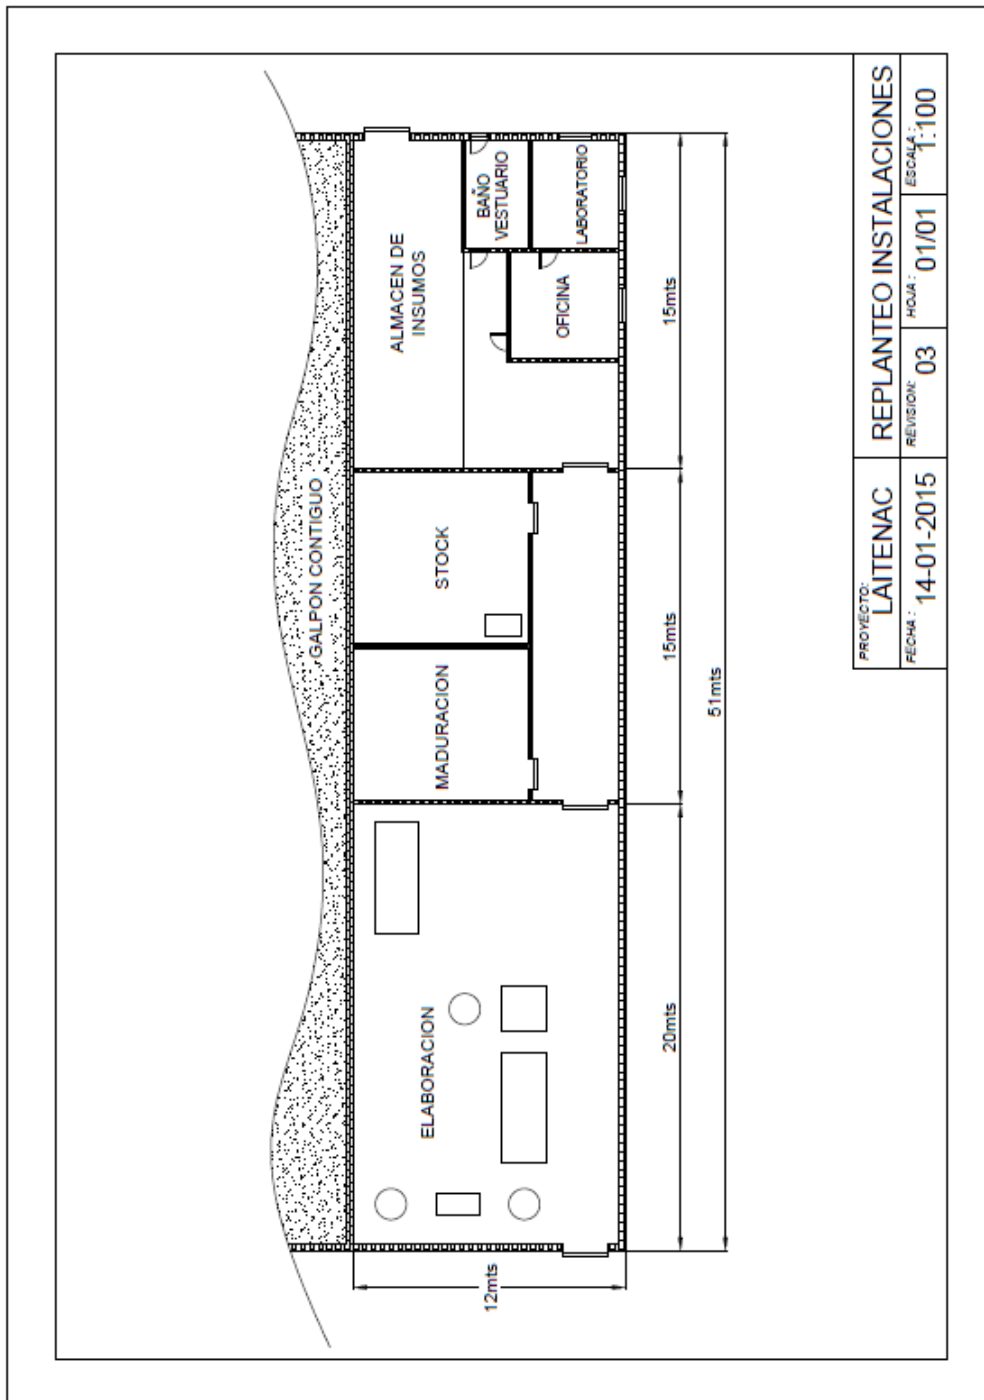 GALPON CONTIGUO
ELABORACION
MADURACION
STOCK
ALMACEN DE
INSUMOS
BAÑO
VESTUARIO
LABORATORIO
OFICINA
12mts
20mts
15mts
15mts
51mts
PROYECTO:
LAITENAC
REPLANTEO INSTALACIONES
FECHA: 14-01-2015
REVISION: 03
HOJA: 01/01
ESCALA: 1:100